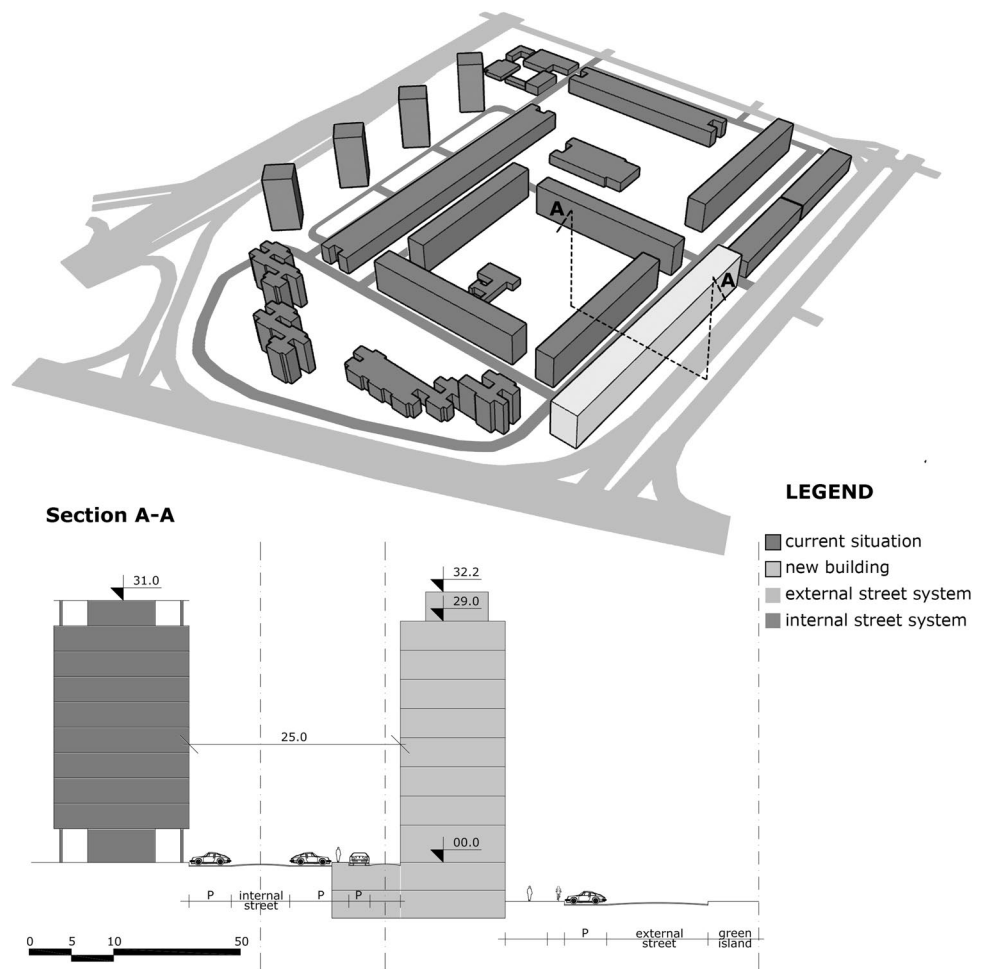 A
A
LEGEND
current situation
new building
external street system
internal street system
Section A-A
31.0
32.2
29.0
25.0
00.0
P
internal
street
P
P
P
external
street
green
island
0 5 10 50